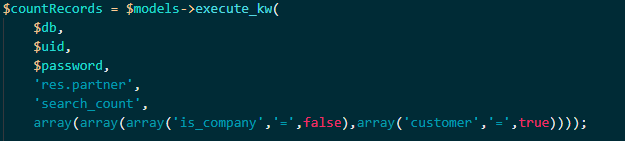 $countRecords = $models->execute_kw(
$db,
$uid,
$password,
'res.partner',
'search_count',
array(array(array('is_company','=',false),array('customer','=',true))));